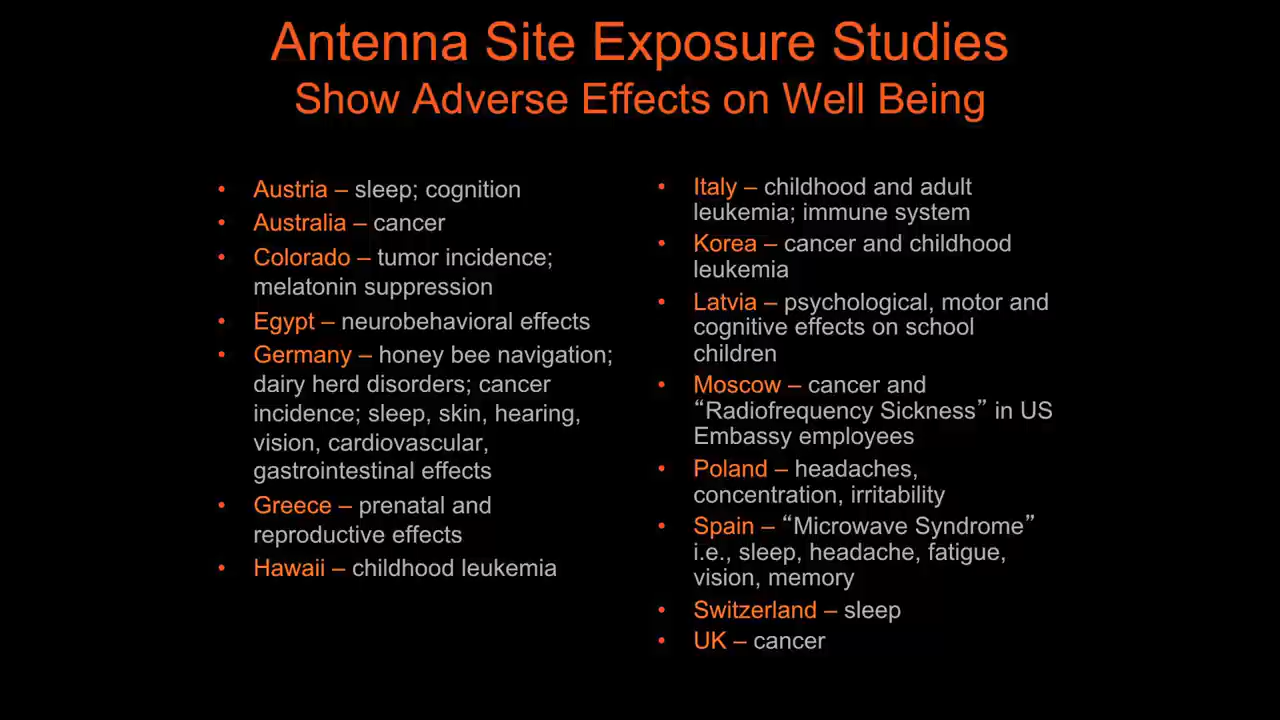 Antenna Site Exposure Studies
Show Adverse Effects on Well Being
• Austria – sleep; cognition
• Australia – cancer
• Colorado – tumor incidence;
melatonin suppression
• Egypt – neurobehavioral effects
• Germany – honey bee navigation;
dairy herd disorders; cancer
incidence; sleep, skin, hearing,
vision, cardiovascular,
gastrointestinal effects
• Greece – prenatal and
reproductive effects
• Hawaii – childhood leukemia
• Italy – childhood and adult
leukemia; immune system
• Korea – cancer and childhood
leukemia
• Latvia – psychological, motor and
cognitive effects on school
children
• Moscow – cancer and
“Radiofrequency Sickness” in US
Embassy employees
• Poland – headaches,
concentration, irritability
• Spain – “Microwave Syndrome”
i.e., sleep, headache, fatigue,
vision, memory
• Switzerland – sleep
• UK – cancer